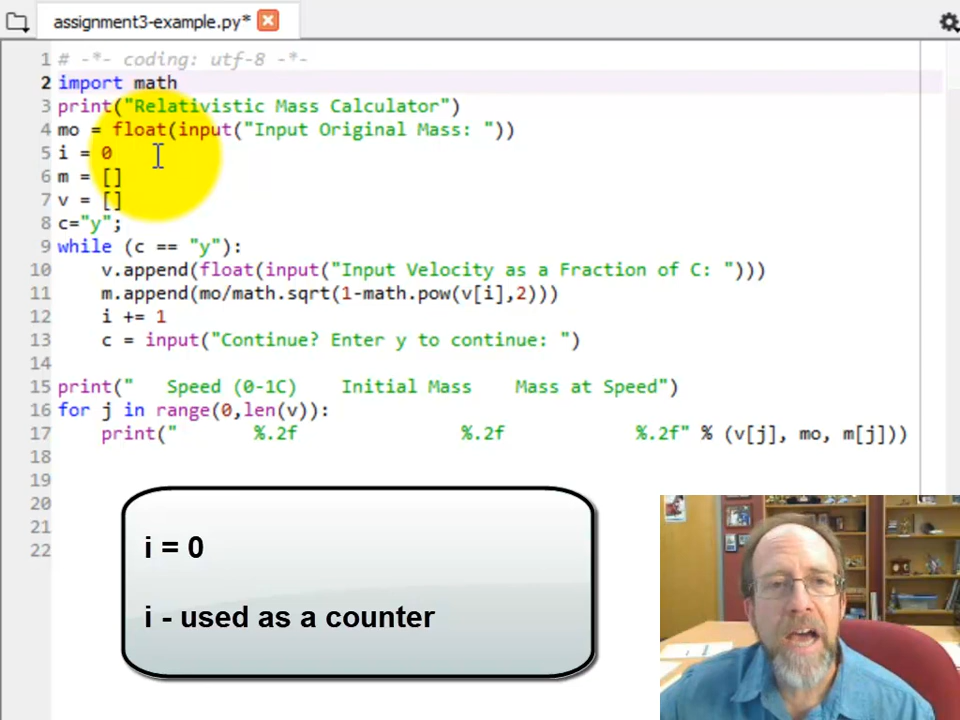 assignment3-example.py*
1 # -*- coding: utf-8 -*-
2 import math
3 print("Relativistic Mass Calculator")
4 mo = float(input("Input Original Mass: "))
5 i = 0
6 m = []
7 v = []
8 c="y";
9 while (c == "y"):
10     v.append(float(input("Input Velocity as a Fraction of C: ")))
11     m.append(mo/math.sqrt(1-math.pow(v[i],2)))
12     i += 1
13     c = input("Continue? Enter y to continue: ")
14
15 print("   Speed (0-1C)    Initial Mass    Mass at Speed")
16 for j in range(0,len(v)):
17     print("       %.2f               %.2f            %.2f" % (v[j], mo, m[j]))
18
19
20
21
22
i = 0
i - used as a counter